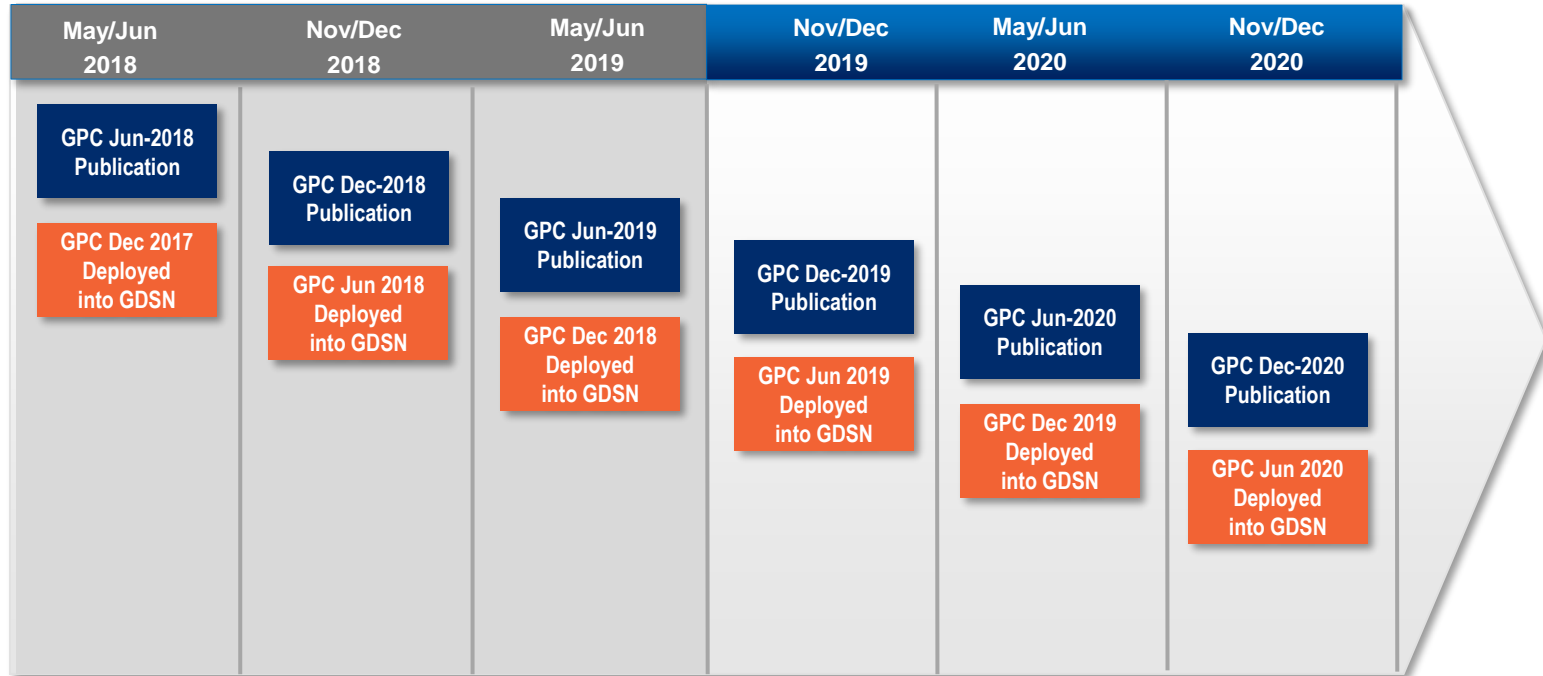 May/Jun
2018
Nov/Dec
2018
May/Jun
2019
Nov/Dec
2019
May/Jun
2020
Nov/Dec
2020
GPC Jun-2018
Publication
GPC Dec 2017
Deployed
into GDSN
GPC Dec-2018
Publication
GPC Jun 2018
Deployed
into GDSN
GPC Jun-2019
Publication
GPC Dec 2018
Deployed
into GDSN
GPC Dec-2019
Publication
GPC Jun 2019
Deployed
into GDSN
GPC Jun-2020
Publication
GPC Dec 2019
Deployed
into GDSN
GPC Dec-2020
Publication
GPC Jun 2020
Deployed
into GDSN